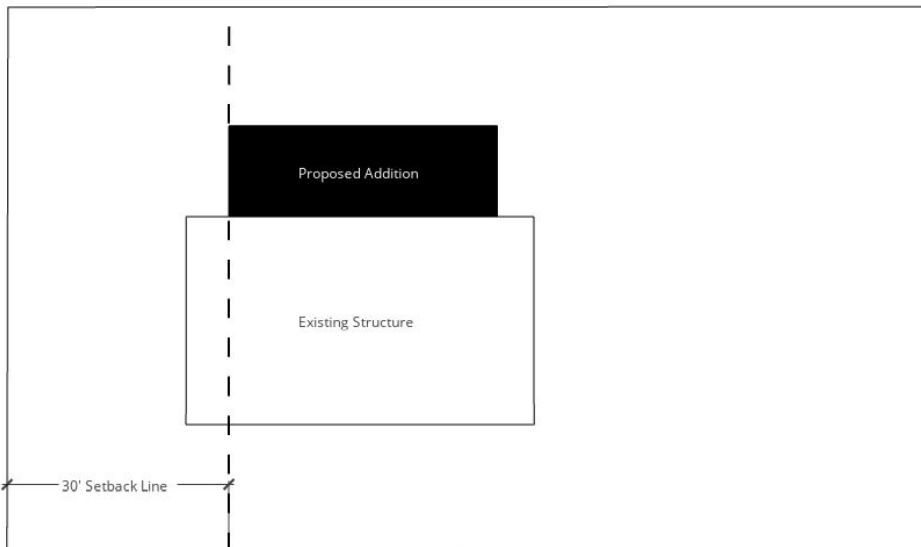 Proposed Addition
Existing Structure
30' Setback Line